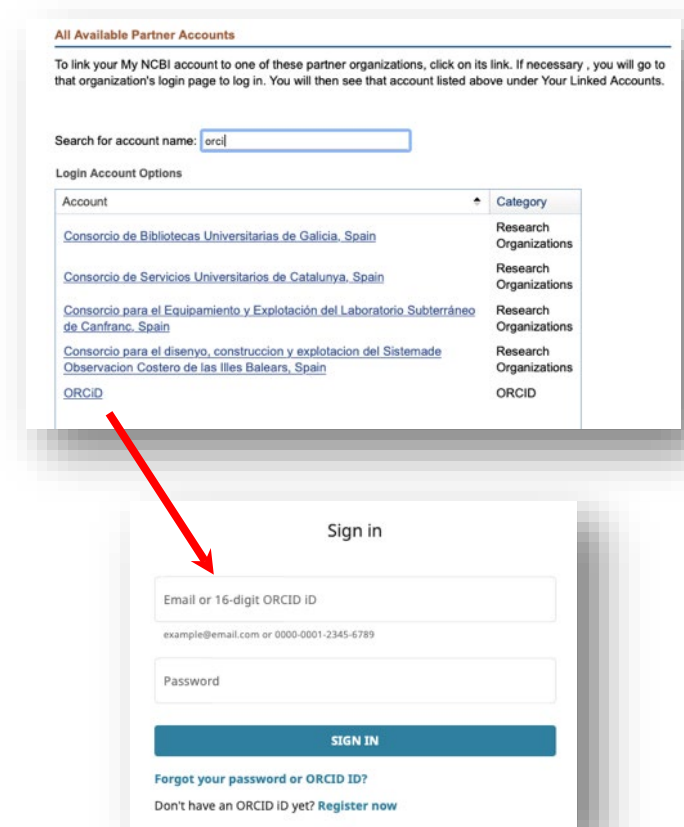 All Available Partner Accounts
To link your My NCBI account to one of these partner organizations, click on its link. If necessary , you will go to
that organization's login page to log in. You will then see that account listed above under Your Linked Accounts.
Search for account name: orci
Login Account Options
Account Category
Consorcio de Bibliotecas Universitarias de Galicia, Spain Research
Organizations
Consorcio de Servicios Universitarios de Catalunya, Spain Research
Organizations
Consorcio para el Equipamiento y Explotación del Laboratorio Subterráneo Research
de Canfranc, Spain Organizations
Consorcio para el disenyo, construccion y explotacion del Sistemade Research
Observacion Costero de las Illes Balears, Spain Organizations
ORCiD ORCID
Sign in
Email or 16-digit ORCID iD
example@email.com or 0000-0001-2345-6789
Password
SIGN IN
Forgot your password or ORCID ID?
Don't have an ORCID iD yet? Register now